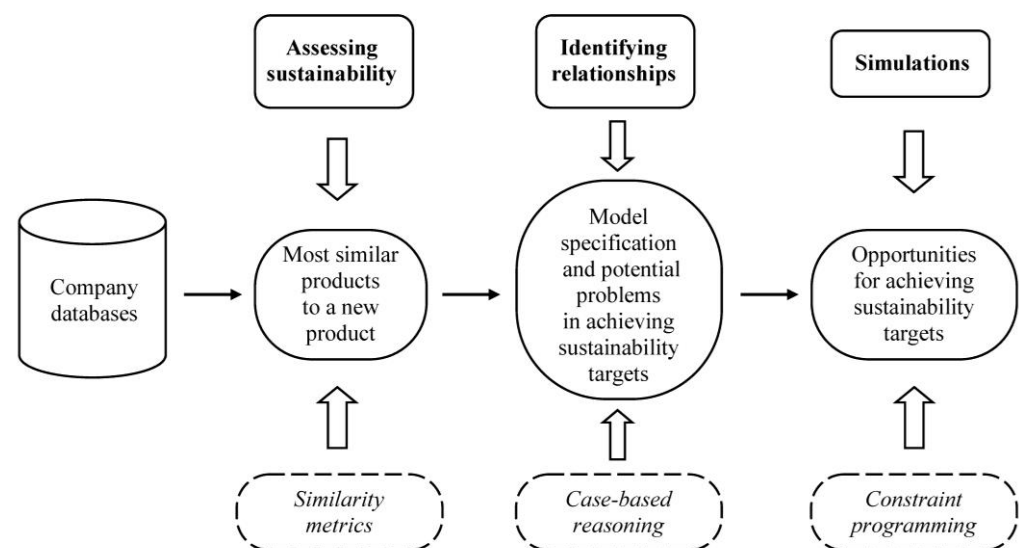 Assessing
sustainability
Identifying
relationships
Simulations
Company
databases
Most similar
products
to a new
product
Model
specification
and potential
problems
in achieving
sustainability
targets
Opportunities
for achieving
sustainability
targets
Similarity
metrics
Case-based
reasoning
Constraint
programming